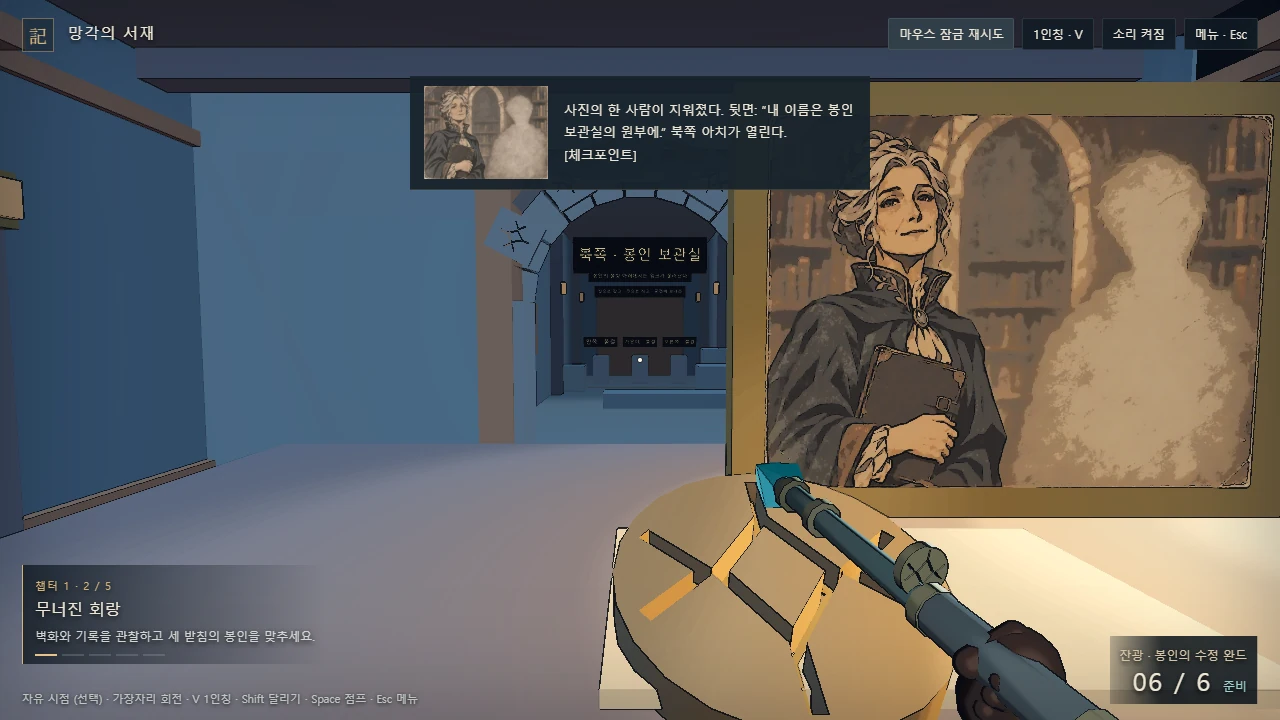 記 망각의 서재
마우스 잠금 재시도
1인칭 · V
소리 켜짐
메뉴 · Esc
사진의 한 사람이 지워졌다. 뒷면: “내 이름은 봉인
보관실의 원부에.” 북쪽 아치가 열린다.
[체크포인트]
북쪽 · 봉인 보관실
챕터 1 · 2 / 5
무너진 회랑
벽화와 기록을 관찰하고 세 받침의 봉인을 맞추세요.
잔광 · 봉인의 수정 완드
06 / 6 준비
자유 시점 (선택) · 가장자리 회전 · V 1인칭 · Shift 달리기 · Space 점프 · Esc 메뉴